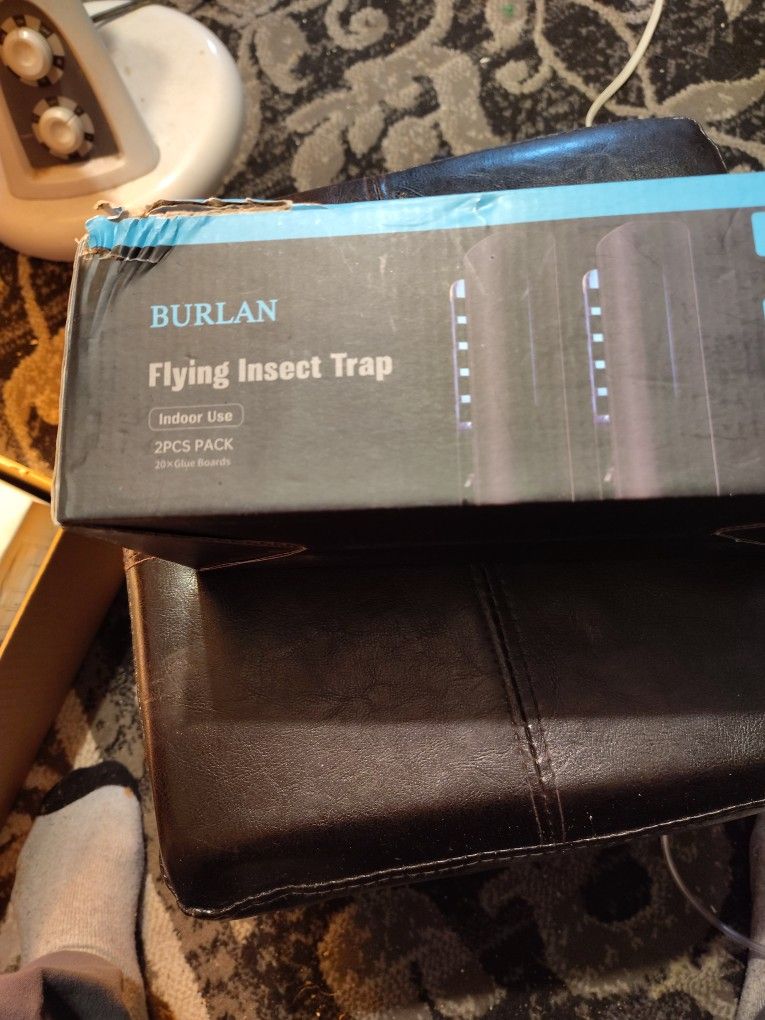 BURLAN
Flying Insect Trap
Indoor Use
2PCS PACK
20×Glue Boards